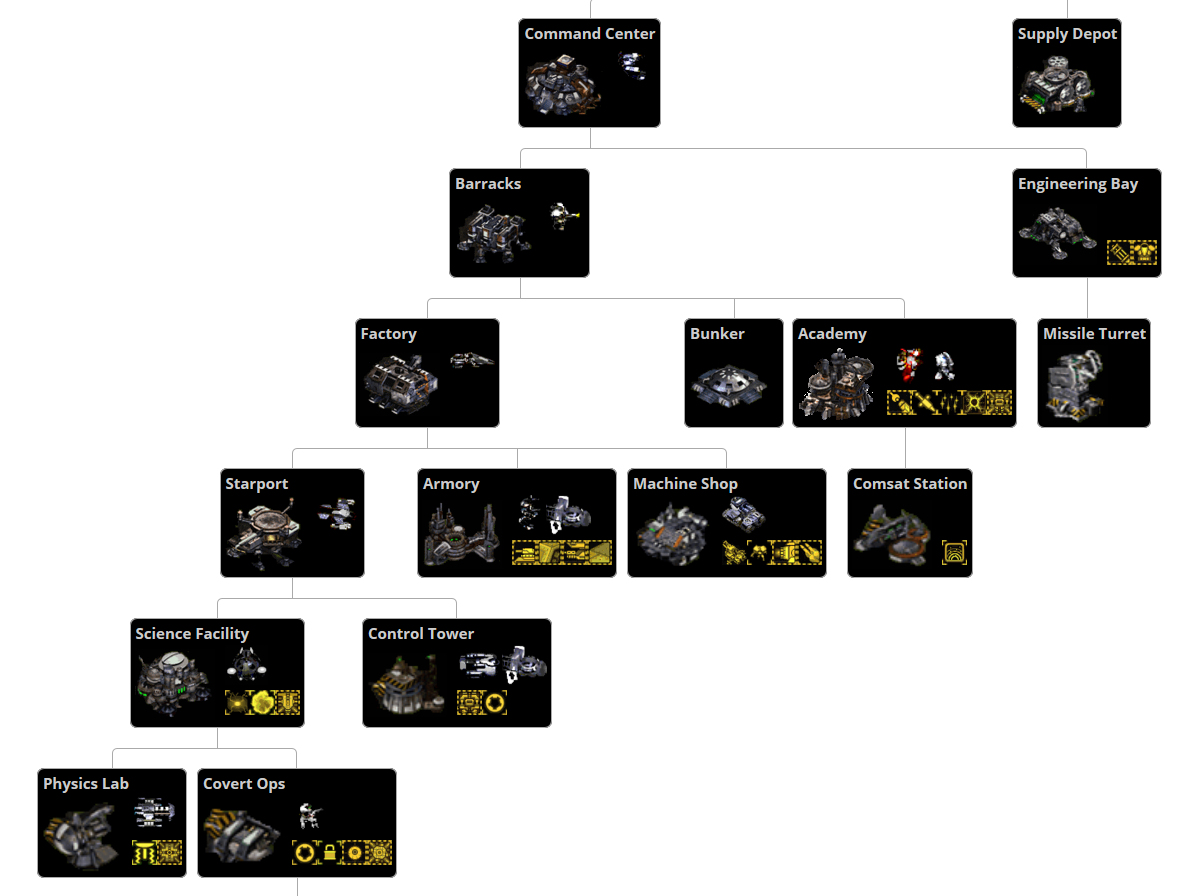 Command Center
Supply Depot
Barracks
Engineering Bay
Factory
Bunker
Academy
Missile Turret
Starport
Armory
Machine Shop
Comsat Station
Science Facility
Control Tower
Physics Lab
Covert Ops